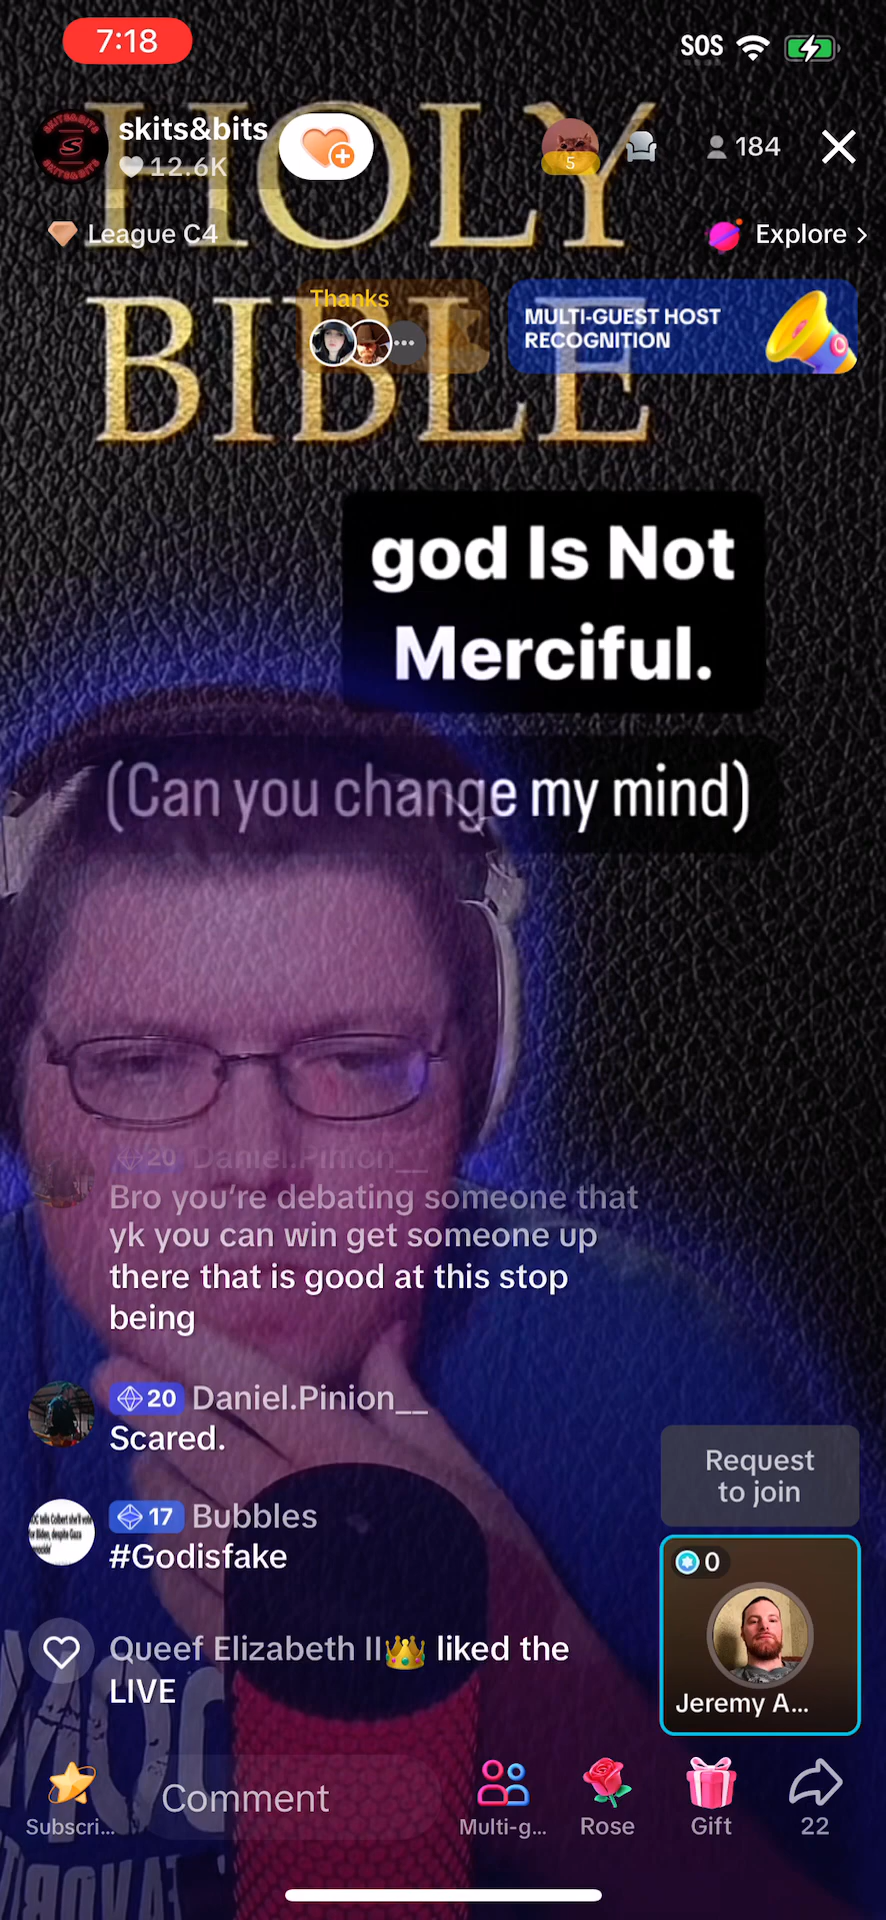 7:18
SOS
HOLY
BIBLE
SKITS&BITS
S
SKITS&BITS
skits&bits
12.6K
5
184
League C4
Explore >
Thanks
MULTI-GUEST HOST
RECOGNITION
god Is Not
Merciful.
(Can you change my mind)
20 Daniel.Pinion__
Bro you're debating someone that
yk you can win get someone up
there that is good at this stop
being
20 Daniel.Pinion__
Scared.
17 Bubbles
#Godisfake
Queef Elizabeth II👑 liked the
LIVE
Request
to join
0
Jeremy A...
Subscri...
Comment
Multi-g...
Rose
Gift
22